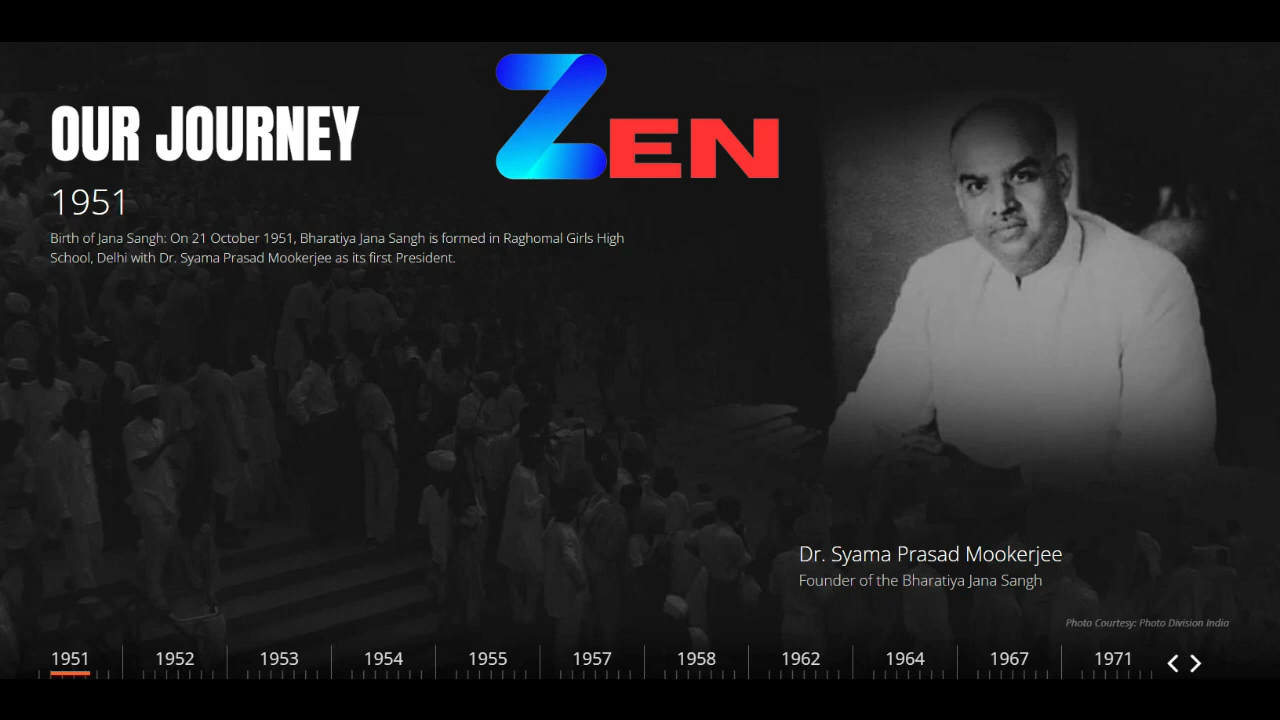 ZEN
OUR JOURNEY
1951
Birth of Jana Sangh: On 21 October 1951, Bharatiya Jana Sangh is formed in Raghomal Girls High
School, Delhi with Dr. Syama Prasad Mookerjee as its first President.
Dr. Syama Prasad Mookerjee
Founder of the Bharatiya Jana Sangh
Photo Courtesy: Photo Division India
1951 1952 1953 1954 1955 1957 1958 1962 1964 1967 1971